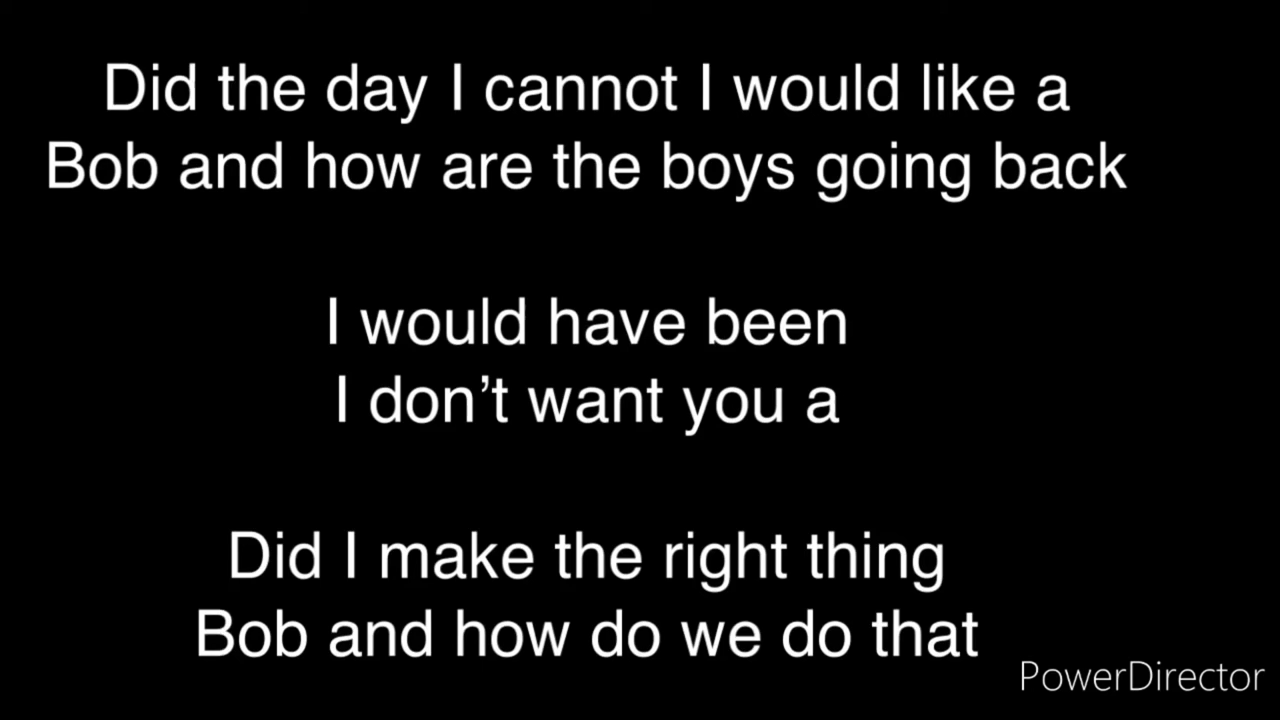 Did the day I cannot I would like a
Bob and how are the boys going back
I would have been
I don’t want you a
Did I make the right thing
Bob and how do we do that
PowerDirector